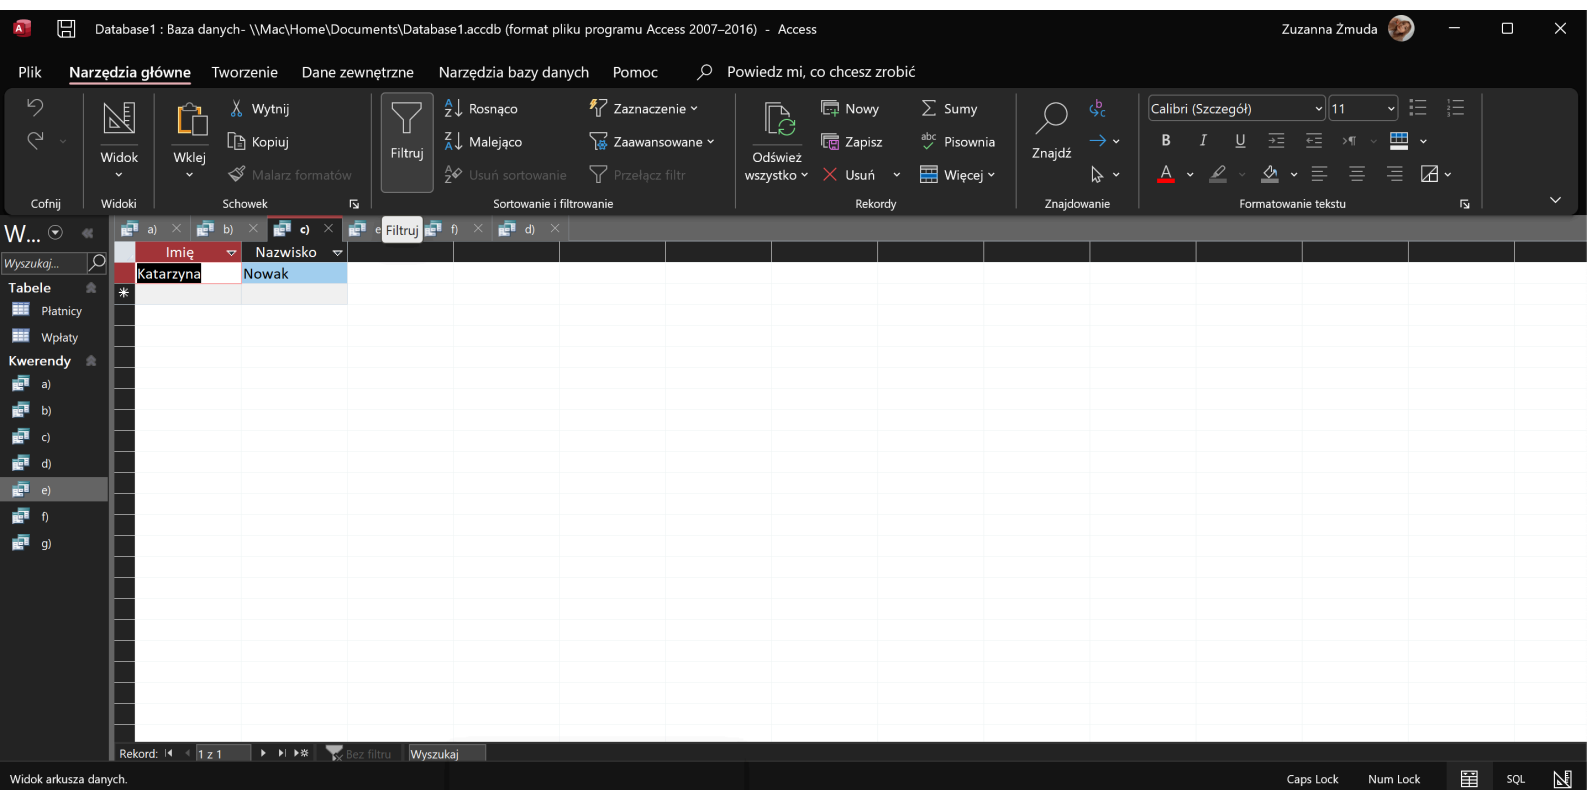 Database1 : Baza danych- \\Mac\Home\Documents\Database1.accdb (format pliku programu Access 2007–2016) - Access
Zuzanna Żmuda
Plik Narzędzia główne Tworzenie Dane zewnętrzne Narzędzia bazy danych Pomoc Powiedz mi, co chcesz zrobić
Wytnij Rosnąco Zaznaczenie Nowy Sumy Calibri (Szczegół) 11
Kopiuj Malejąco Zaawansowane Zapisz Pisownia
Widok Wklej Filtruj Odśwież wszystko Znajdź
Malarz formatów Usuń sortowanie Przełącz filtr Usuń Więcej
Cofnij Widoki Schowek Sortowanie i filtrowanie Rekordy Znajdowanie Formatowanie tekstu
W... a) b) c) e Filtruj f) d)
Imię Nazwisko
Wyszukaj...
Katarzyna Nowak
Tabele
Płatnicy
Wpłaty
Kwerendy
a)
b)
c)
d)
e)
f)
g)
Rekord: 1 z 1 Bez filtru Wyszukaj
Widok arkusza danych. Caps Lock Num Lock SQL